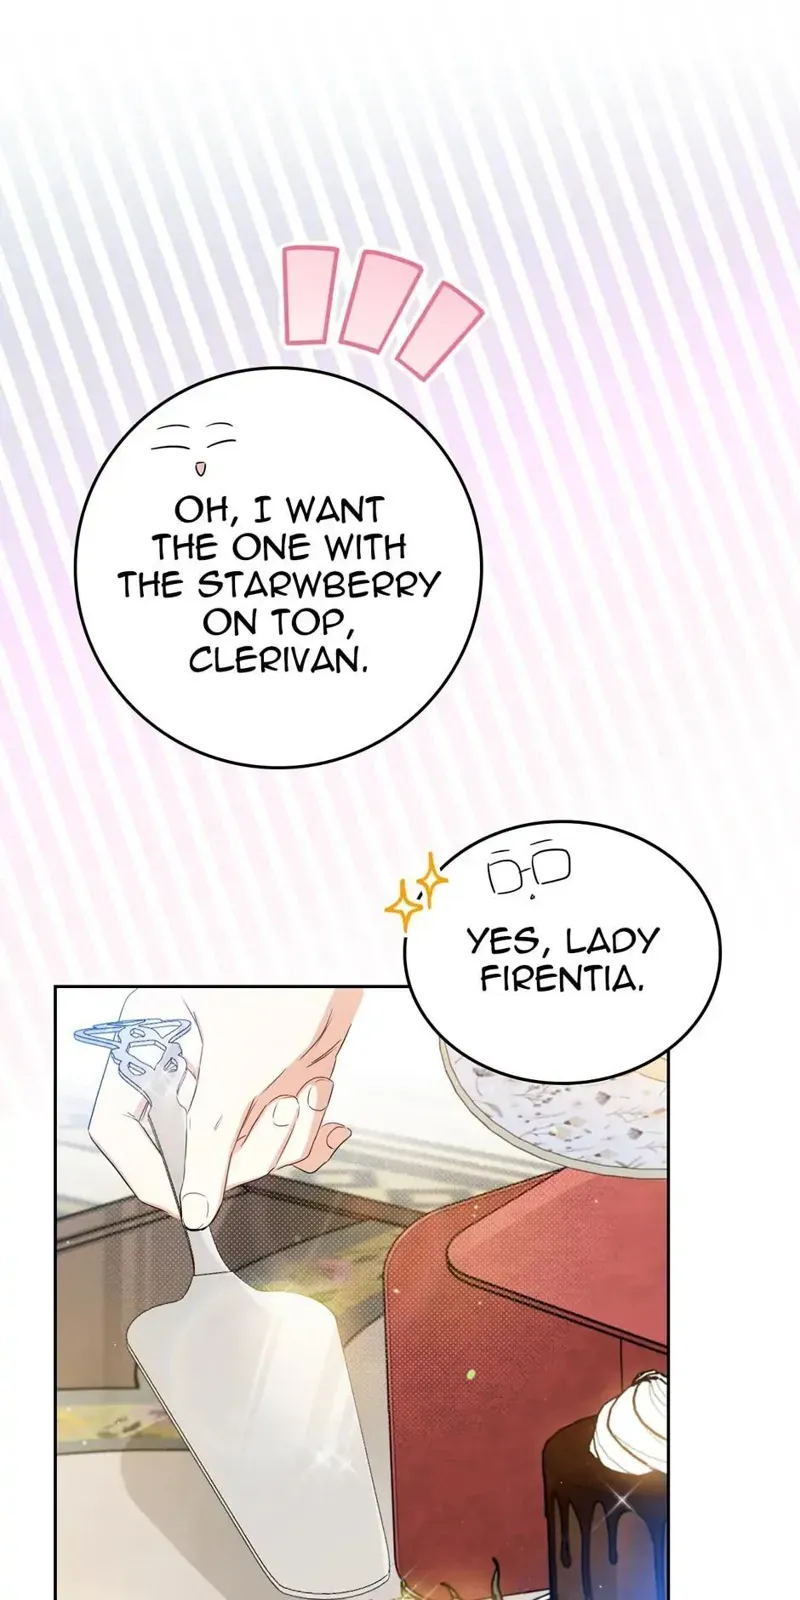 OH, I WANT
THE ONE WITH
THE STARWBERRY
ON TOP,
CLERIVAN.
YES, LADY
FIRENTIA.